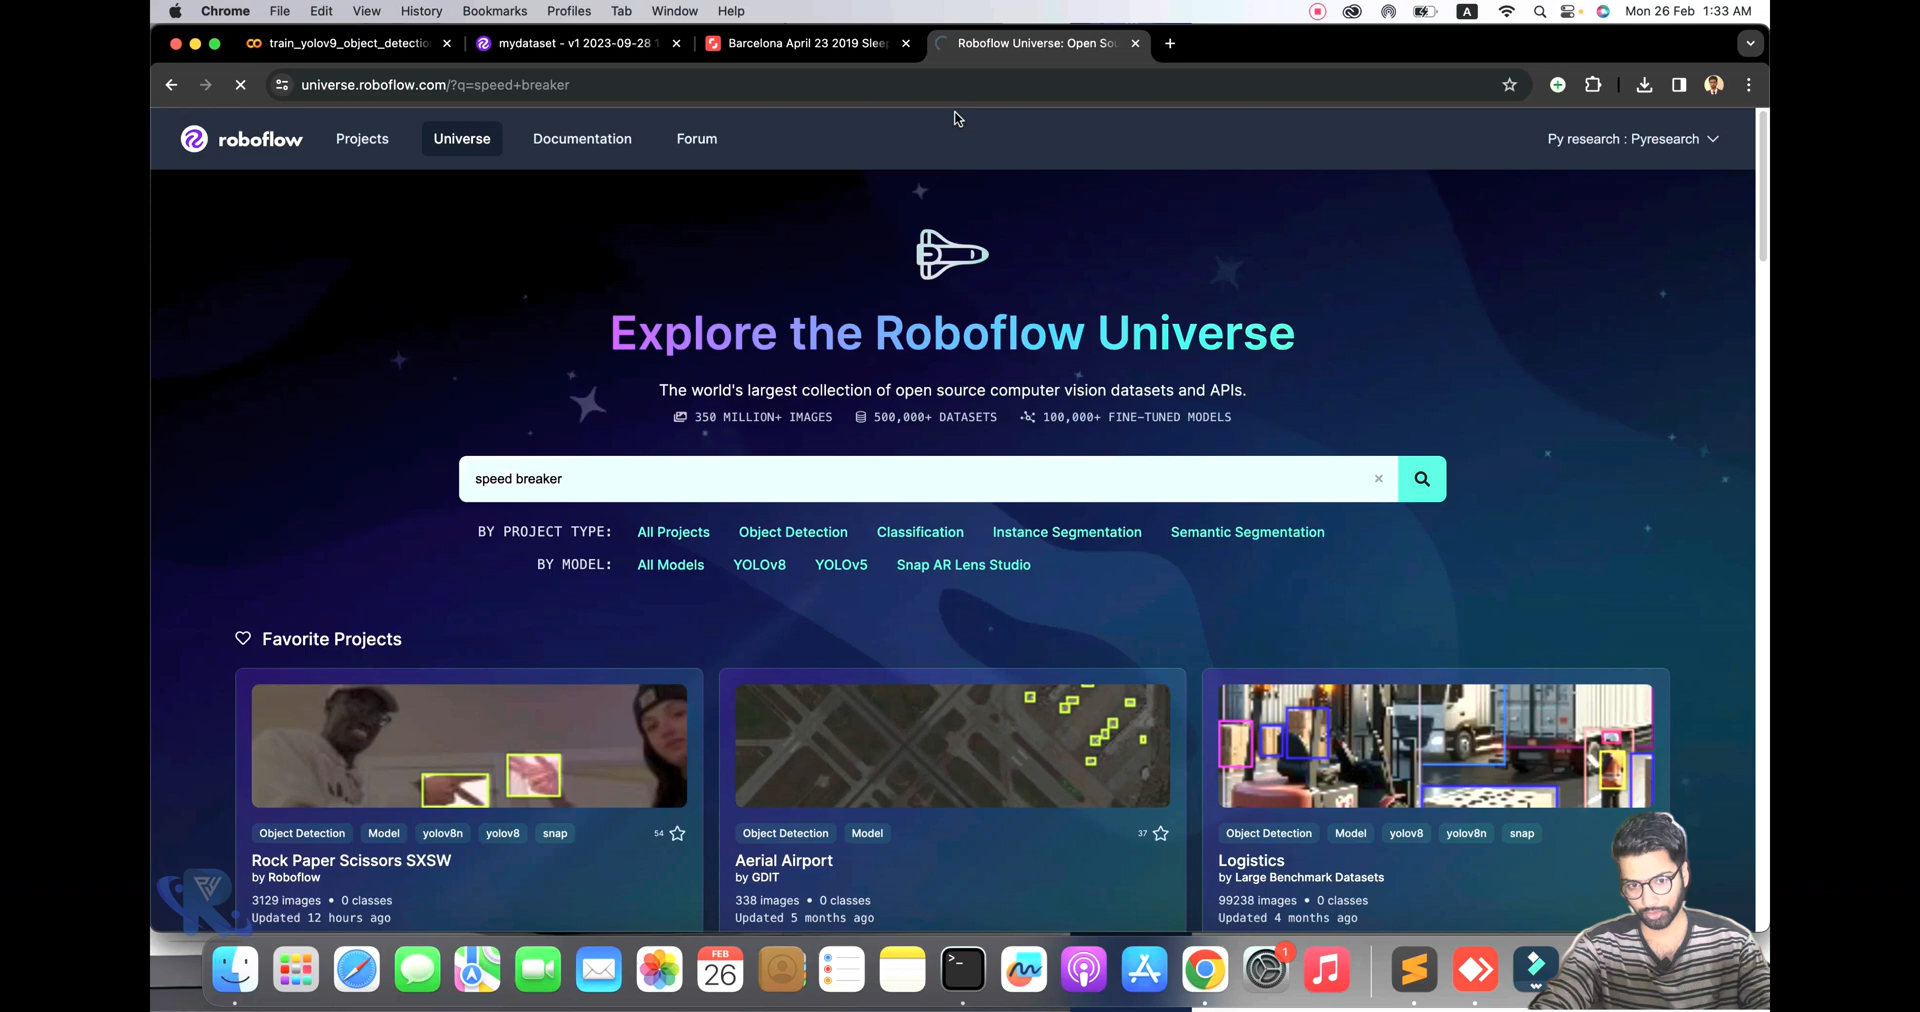 Chrome File Edit View History Bookmarks Profiles Tab Window Help A Mon 26 Feb 1:33 AM
train_yolov9_object_detectio mydataset - v1 2023-09-28 1 Barcelona April 23 2019 Sleep Roboflow Universe: Open Sou
universe.roboflow.com/?q=speed+breaker
roboflow Projects Universe Documentation Forum Py research : Pyresearch
Explore the Roboflow Universe
The world's largest collection of open source computer vision datasets and APIs.
350 MILLION+ IMAGES 500,000+ DATASETS 100,000+ FINE-TUNED MODELS
speed breaker
BY PROJECT TYPE: All Projects Object Detection Classification Instance Segmentation Semantic Segmentation
BY MODEL: All Models YOLOv8 YOLOv5 Snap AR Lens Studio
Favorite Projects
Object Detection Model yolov8n yolov8 snap 54
Rock Paper Scissors SXSW
by Roboflow
3129 images • 0 classes
Updated 12 hours ago
Object Detection Model 37
Aerial Airport
by GDIT
338 images • 0 classes
Updated 5 months ago
Object Detection Model yolov8 yolov8n snap
Logistics
by Large Benchmark Datasets
99238 images • 0 classes
Updated 4 months ago
FEB
26
1